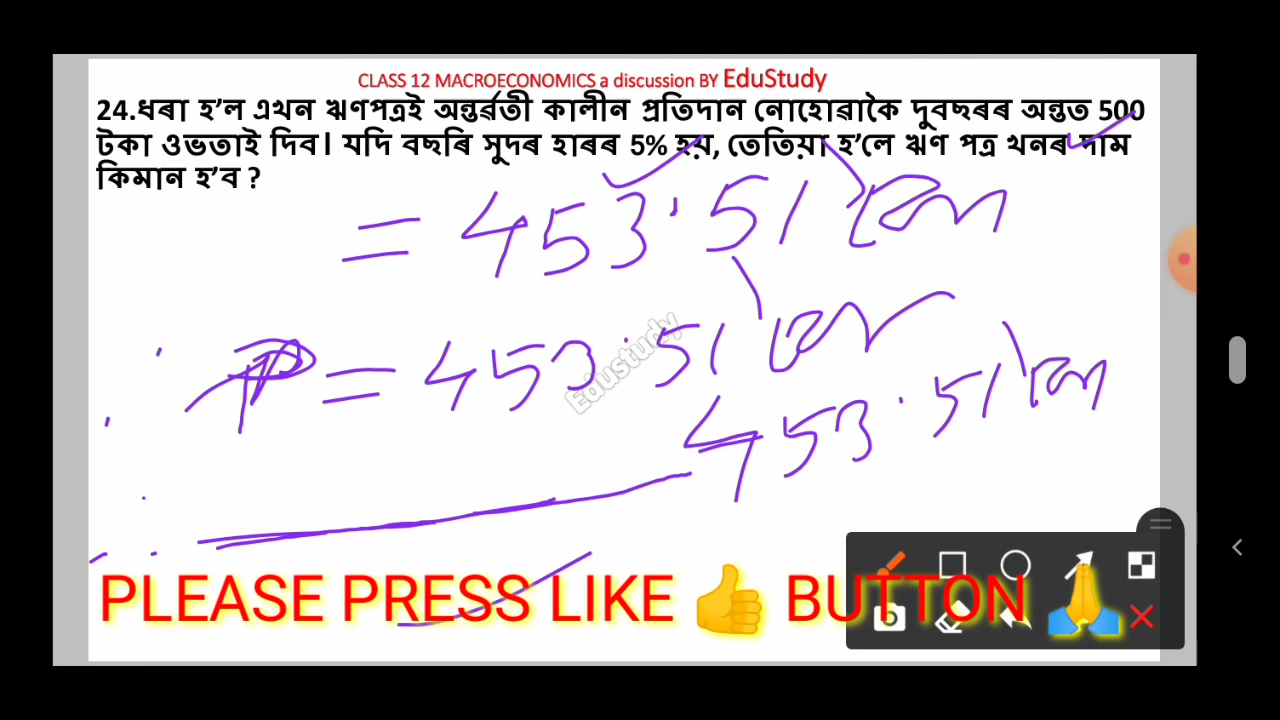 CLASS 12 MACROECONOMICS a discussion BY EduStudy
24.ধৰা হ'ল এখন ঋণপত্ৰই অন্তৰ্ৱতী কালীন প্ৰতিদান নোহোৱাকৈ দুবছৰৰ অন্তত 500
টকা ওভতাই দিব। যদি বছৰি সুদৰ হাৰৰ 5% হয়, তেতিয়া হ'লে ঋণ পত্ৰ খনৰ দাম
কিমান হ'ব ?
= 453.51 টকা
∴ P = 453.51 টকা
453.51 টকা
Edustudy
PLEASE PRESS LIKE 👍 BUTTON 🙏